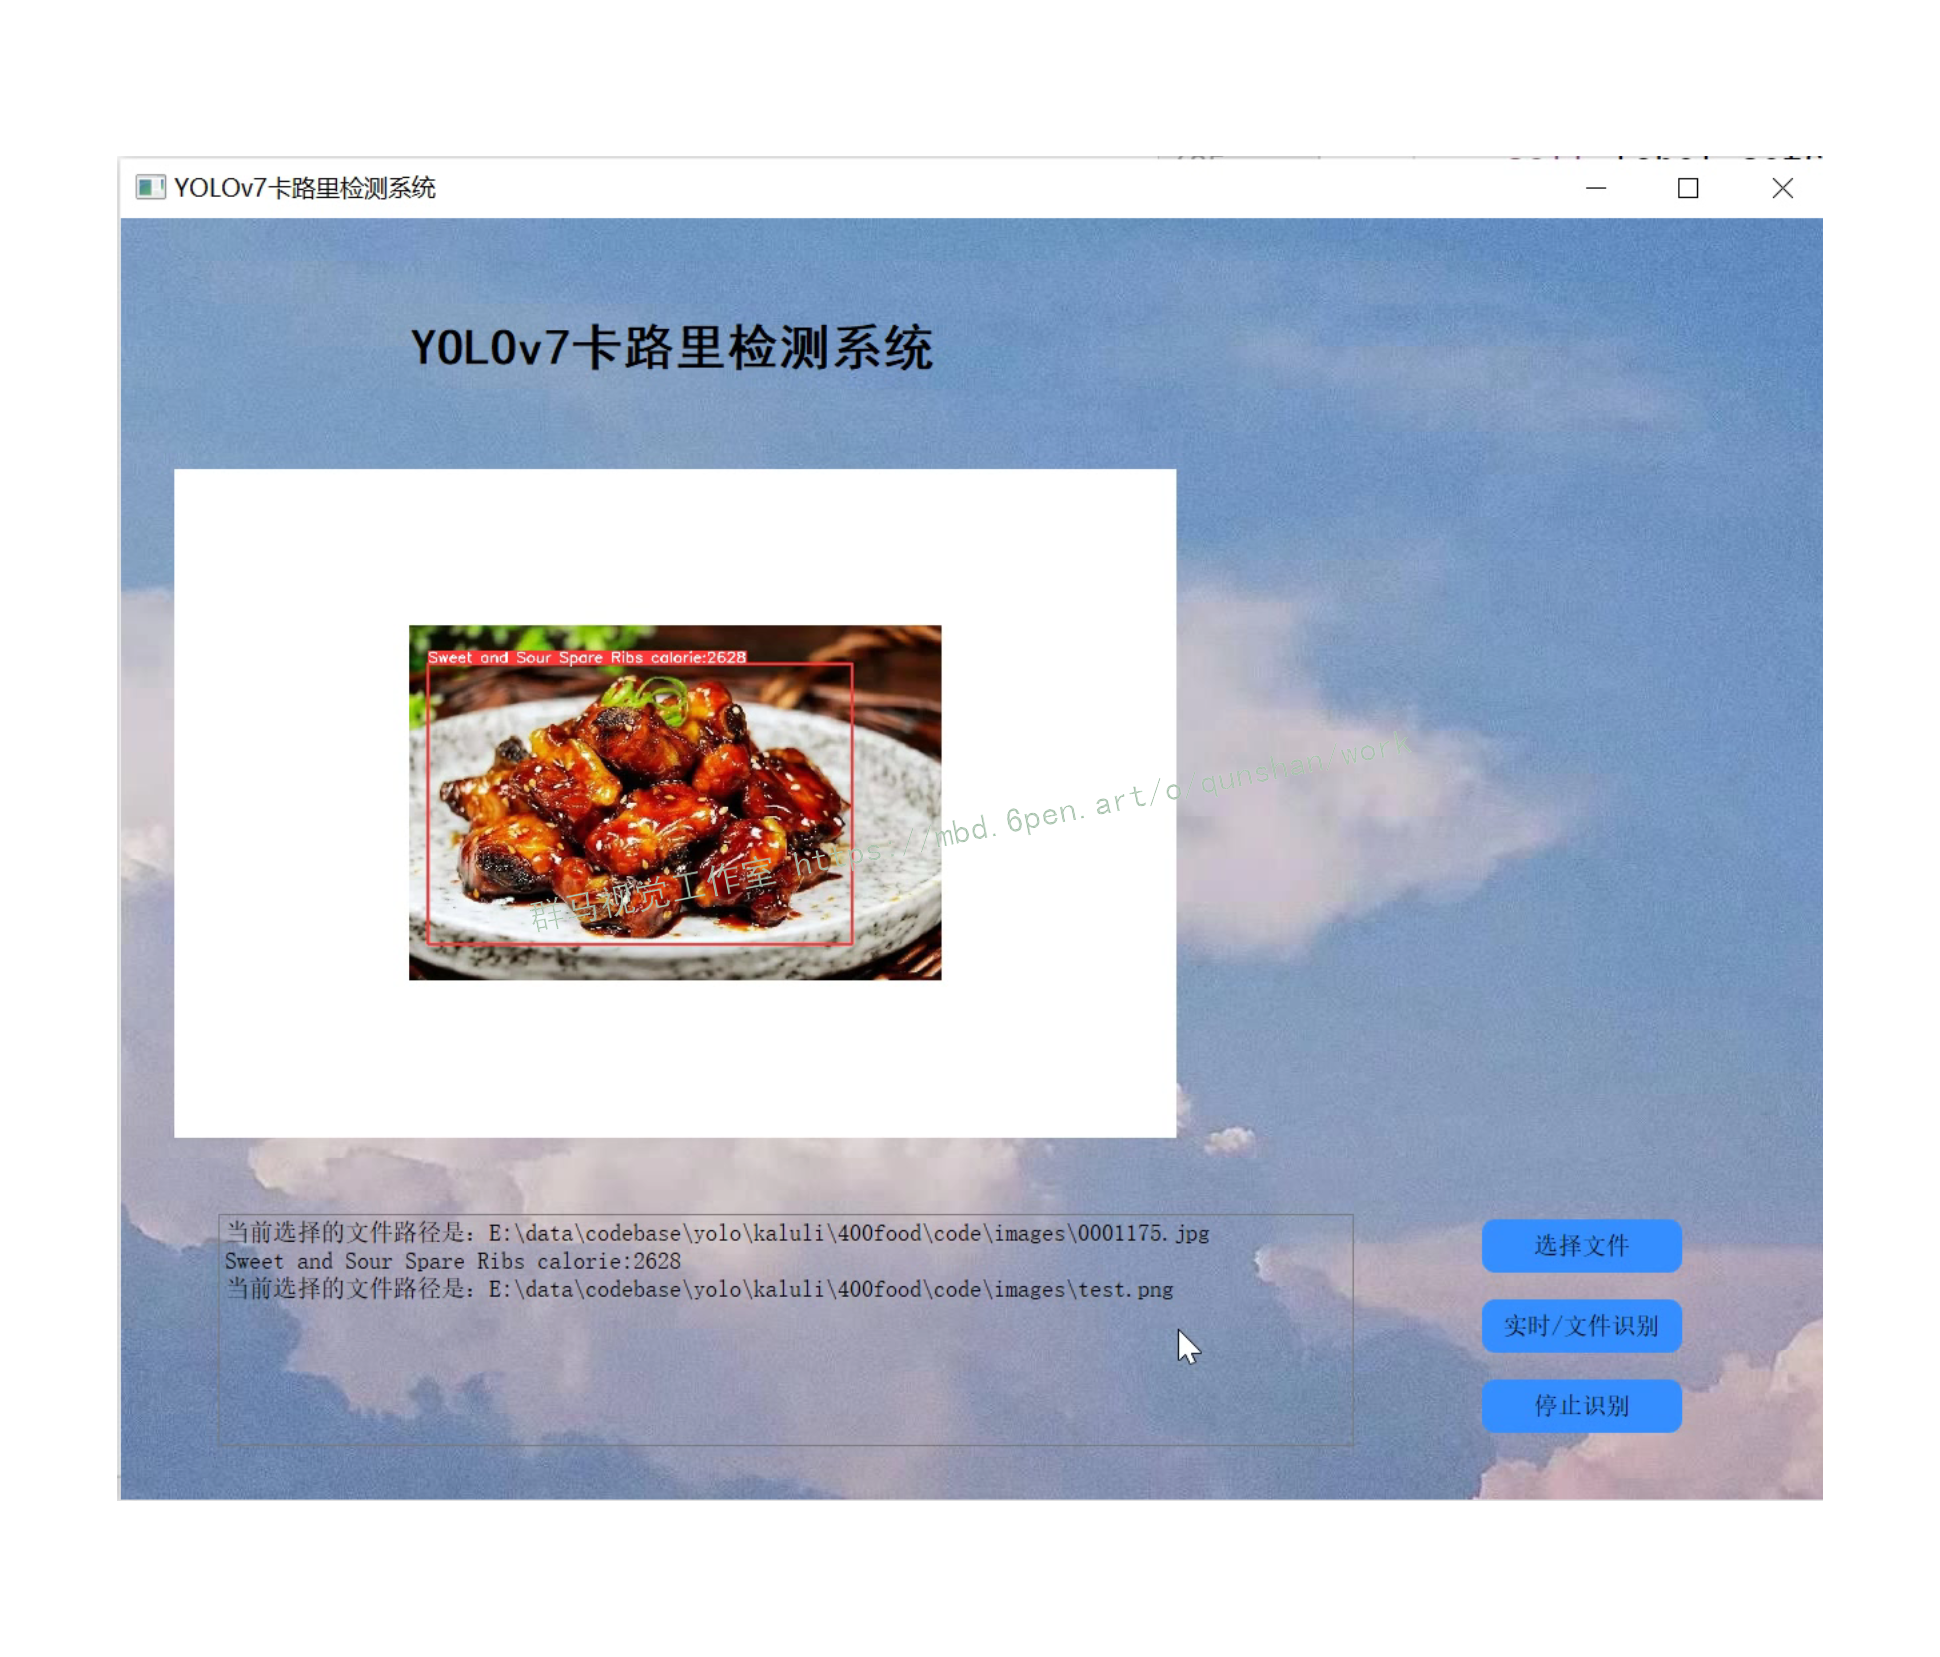 YOLOv7卡路里检测系统
YOLOv7卡路里检测系统
Sweet and Sour Spare Ribs calorie:2628
群马视觉工作室 https://mbd.6pen.art/o qunshan/work
当前选择的文件路径是：E:\data\codebase\yolo\kaluli\400food\code\images\0001175.jpg
Sweet and Sour Spare Ribs calorie:2628
当前选择的文件路径是：E:\data\codebase\yolo\kaluli\400food\code\images\test.png
选择文件
实时/文件识别
停止识别